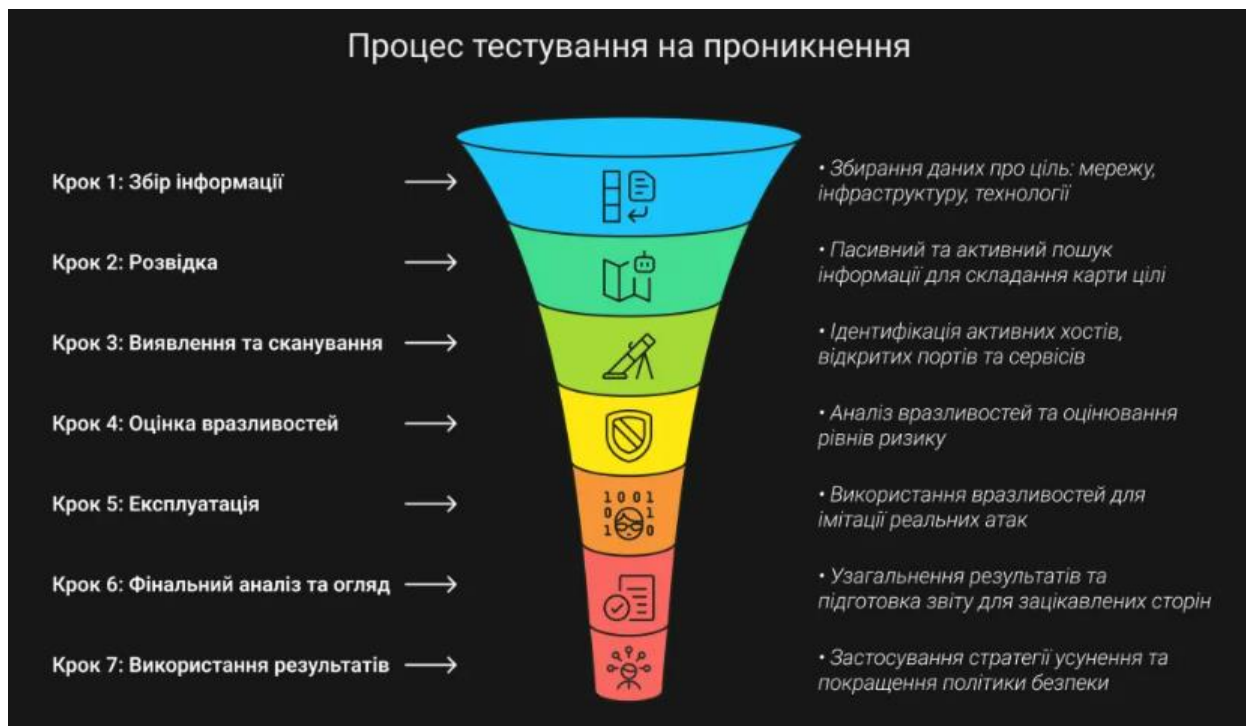 Процес тестування на проникнення
Крок 1: Збір інформації
• Збирання даних про ціль: мережу,
інфраструктуру, технології
Крок 2: Розвідка
• Пасивний та активний пошук
інформації для складання карти цілі
Крок 3: Виявлення та сканування
• Ідентифікація активних хостів,
відкритих портів та сервісів
Крок 4: Оцінка вразливостей
• Аналіз вразливостей та оцінювання
рівнів ризику
Крок 5: Експлуатація
1 0 0 1
0 1
1 0
• Використання вразливостей для
імітації реальних атак
Крок 6: Фінальний аналіз та огляд
• Узагальнення результатів та
підготовка звіту для зацікавлених сторін
Крок 7: Використання результатів
• Застосування стратегії усунення та
покращення політики безпеки